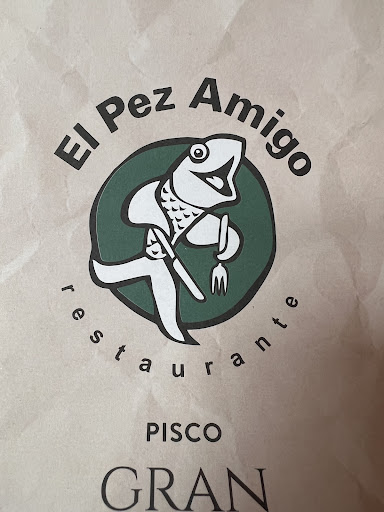 El Pez Amigo
restaurante
PISCO
GRAN